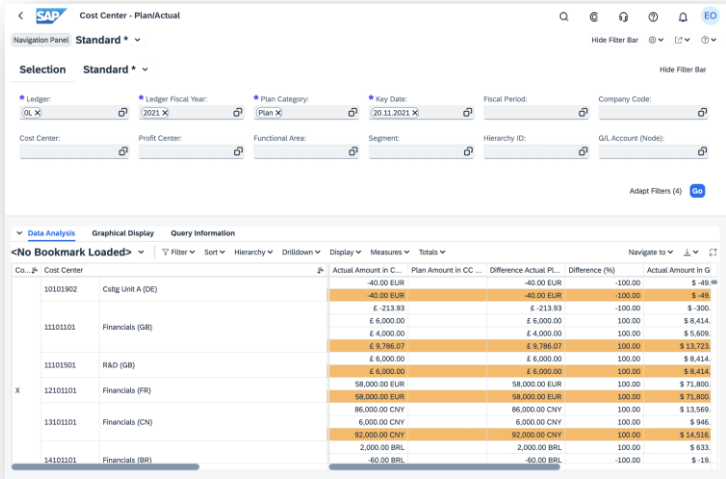 SAP Cost Center - Plan/Actual EO
Navigation Panel Standard * Hide Filter Bar
Selection Standard * Hide Filter Bar
* Ledger: * Ledger Fiscal Year: * Plan Category: * Key Date: Fiscal Period: Company Code:
0L 2021 Plan 20.11.2021
Cost Center: Profit Center: Functional Area: Segment: Hierarchy ID: G/L Account (Node):
Adapt Filters (4) Go
Data Analysis Graphical Display Query Information
<No Bookmark Loaded> Filter Sort Hierarchy Drilldown Display Measures Totals Navigate to
Co... Cost Center Actual Amount in C... Plan Amount in CC ... Difference Actual Pl... Difference (%) Actual Amount in G
-40.00 EUR -40.00 EUR -100.00 $ -49.
10101902 Csltg Unit A (DE)
-40.00 EUR -40.00 EUR -100.00 $ -49.
£ -213.93 £ -213.93 -100.00 $ -300.
£ 6,000.00 £ 6,000.00 100.00 $ 8,414.
11101101 Financials (GB)
£ 4,000.00 £ 4,000.00 100.00 $ 5,609.
£ 9,786.07 £ 9,786.07 100.00 $ 13,723.
£ 6,000.00 £ 6,000.00 100.00 $ 8,414.
11101501 R&D (GB)
£ 6,000.00 £ 6,000.00 100.00 $ 8,414.
58,000.00 EUR 58,000.00 EUR 100.00 $ 71,800.
X 12101101 Financials (FR)
58,000.00 EUR 58,000.00 EUR 100.00 $ 71,800.
86,000.00 CNY 86,000.00 CNY 100.00 $ 13,569.
13101101 Financials (CN) 6,000.00 CNY 6,000.00 CNY 100.00 $ 946.
92,000.00 CNY 92,000.00 CNY 100.00 $ 14,516.
2,000.00 BRL 2,000.00 BRL 100.00 $ 633.
14101101 Financials (BR) -60.00 BRL -60.00 BRL -100.00 $ -19.